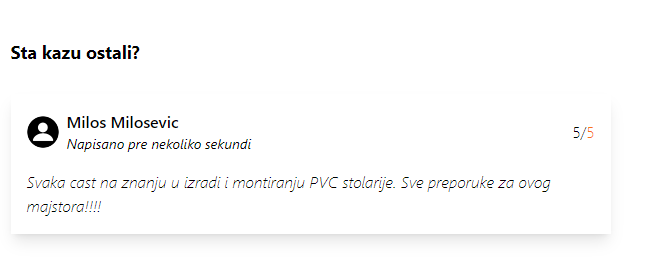 Sta kazu ostali?
Milos Milosevic
Napisano pre nekoliko sekundi
5/5
Svaka cast na znanju u izradi i montiranju PVC stolarije. Sve preporuke za ovog
majstora!!!!